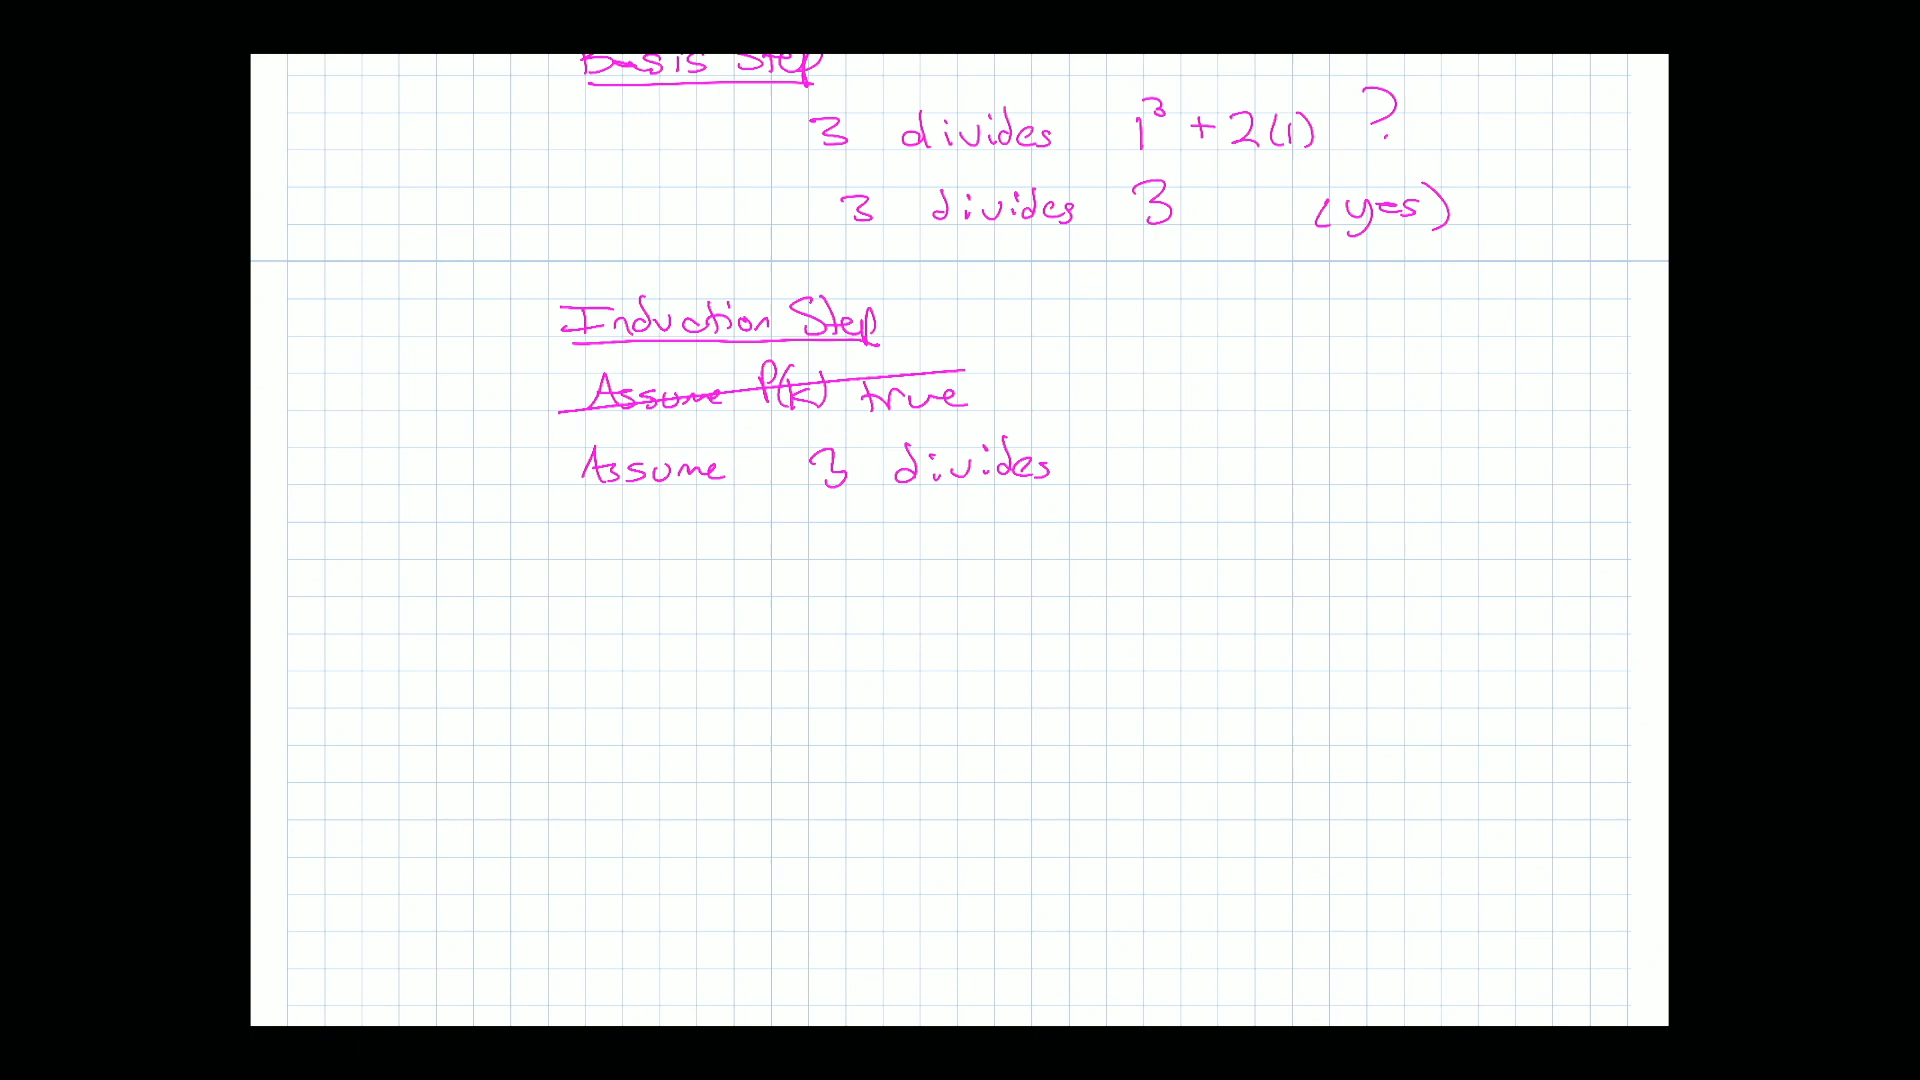 Basis Step
3 divides 1³ + 2(1) ?
3 divides 3 (yes)
Induction Step
Assume P(k) true
Assume 3 divides